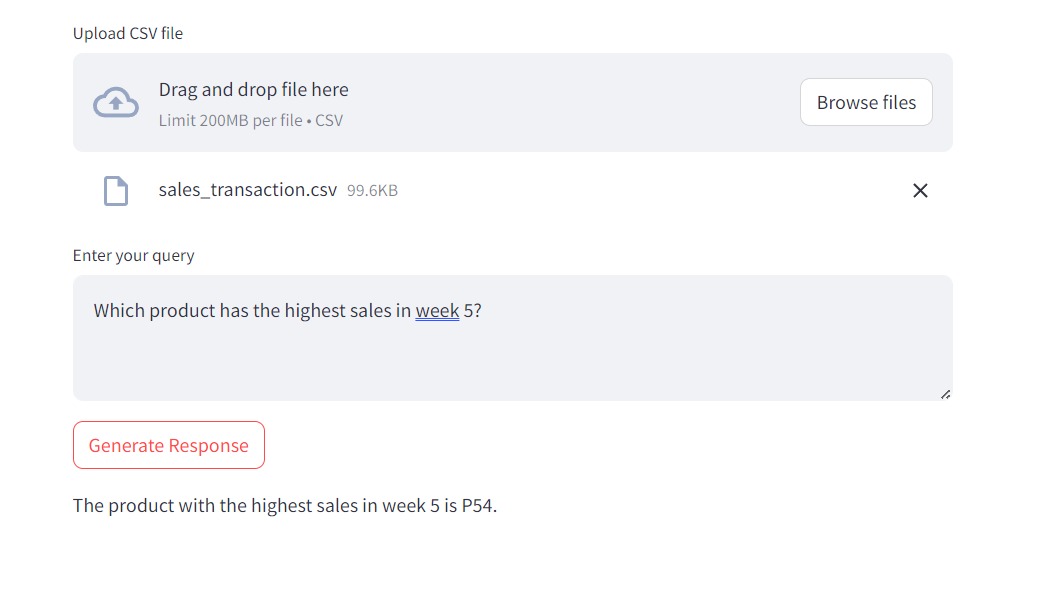 Upload CSV file
Drag and drop file here
Limit 200MB per file • CSV
Browse files
sales_transaction.csv 99.6KB
Enter your query
Which product has the highest sales in week 5?
Generate Response
The product with the highest sales in week 5 is P54.